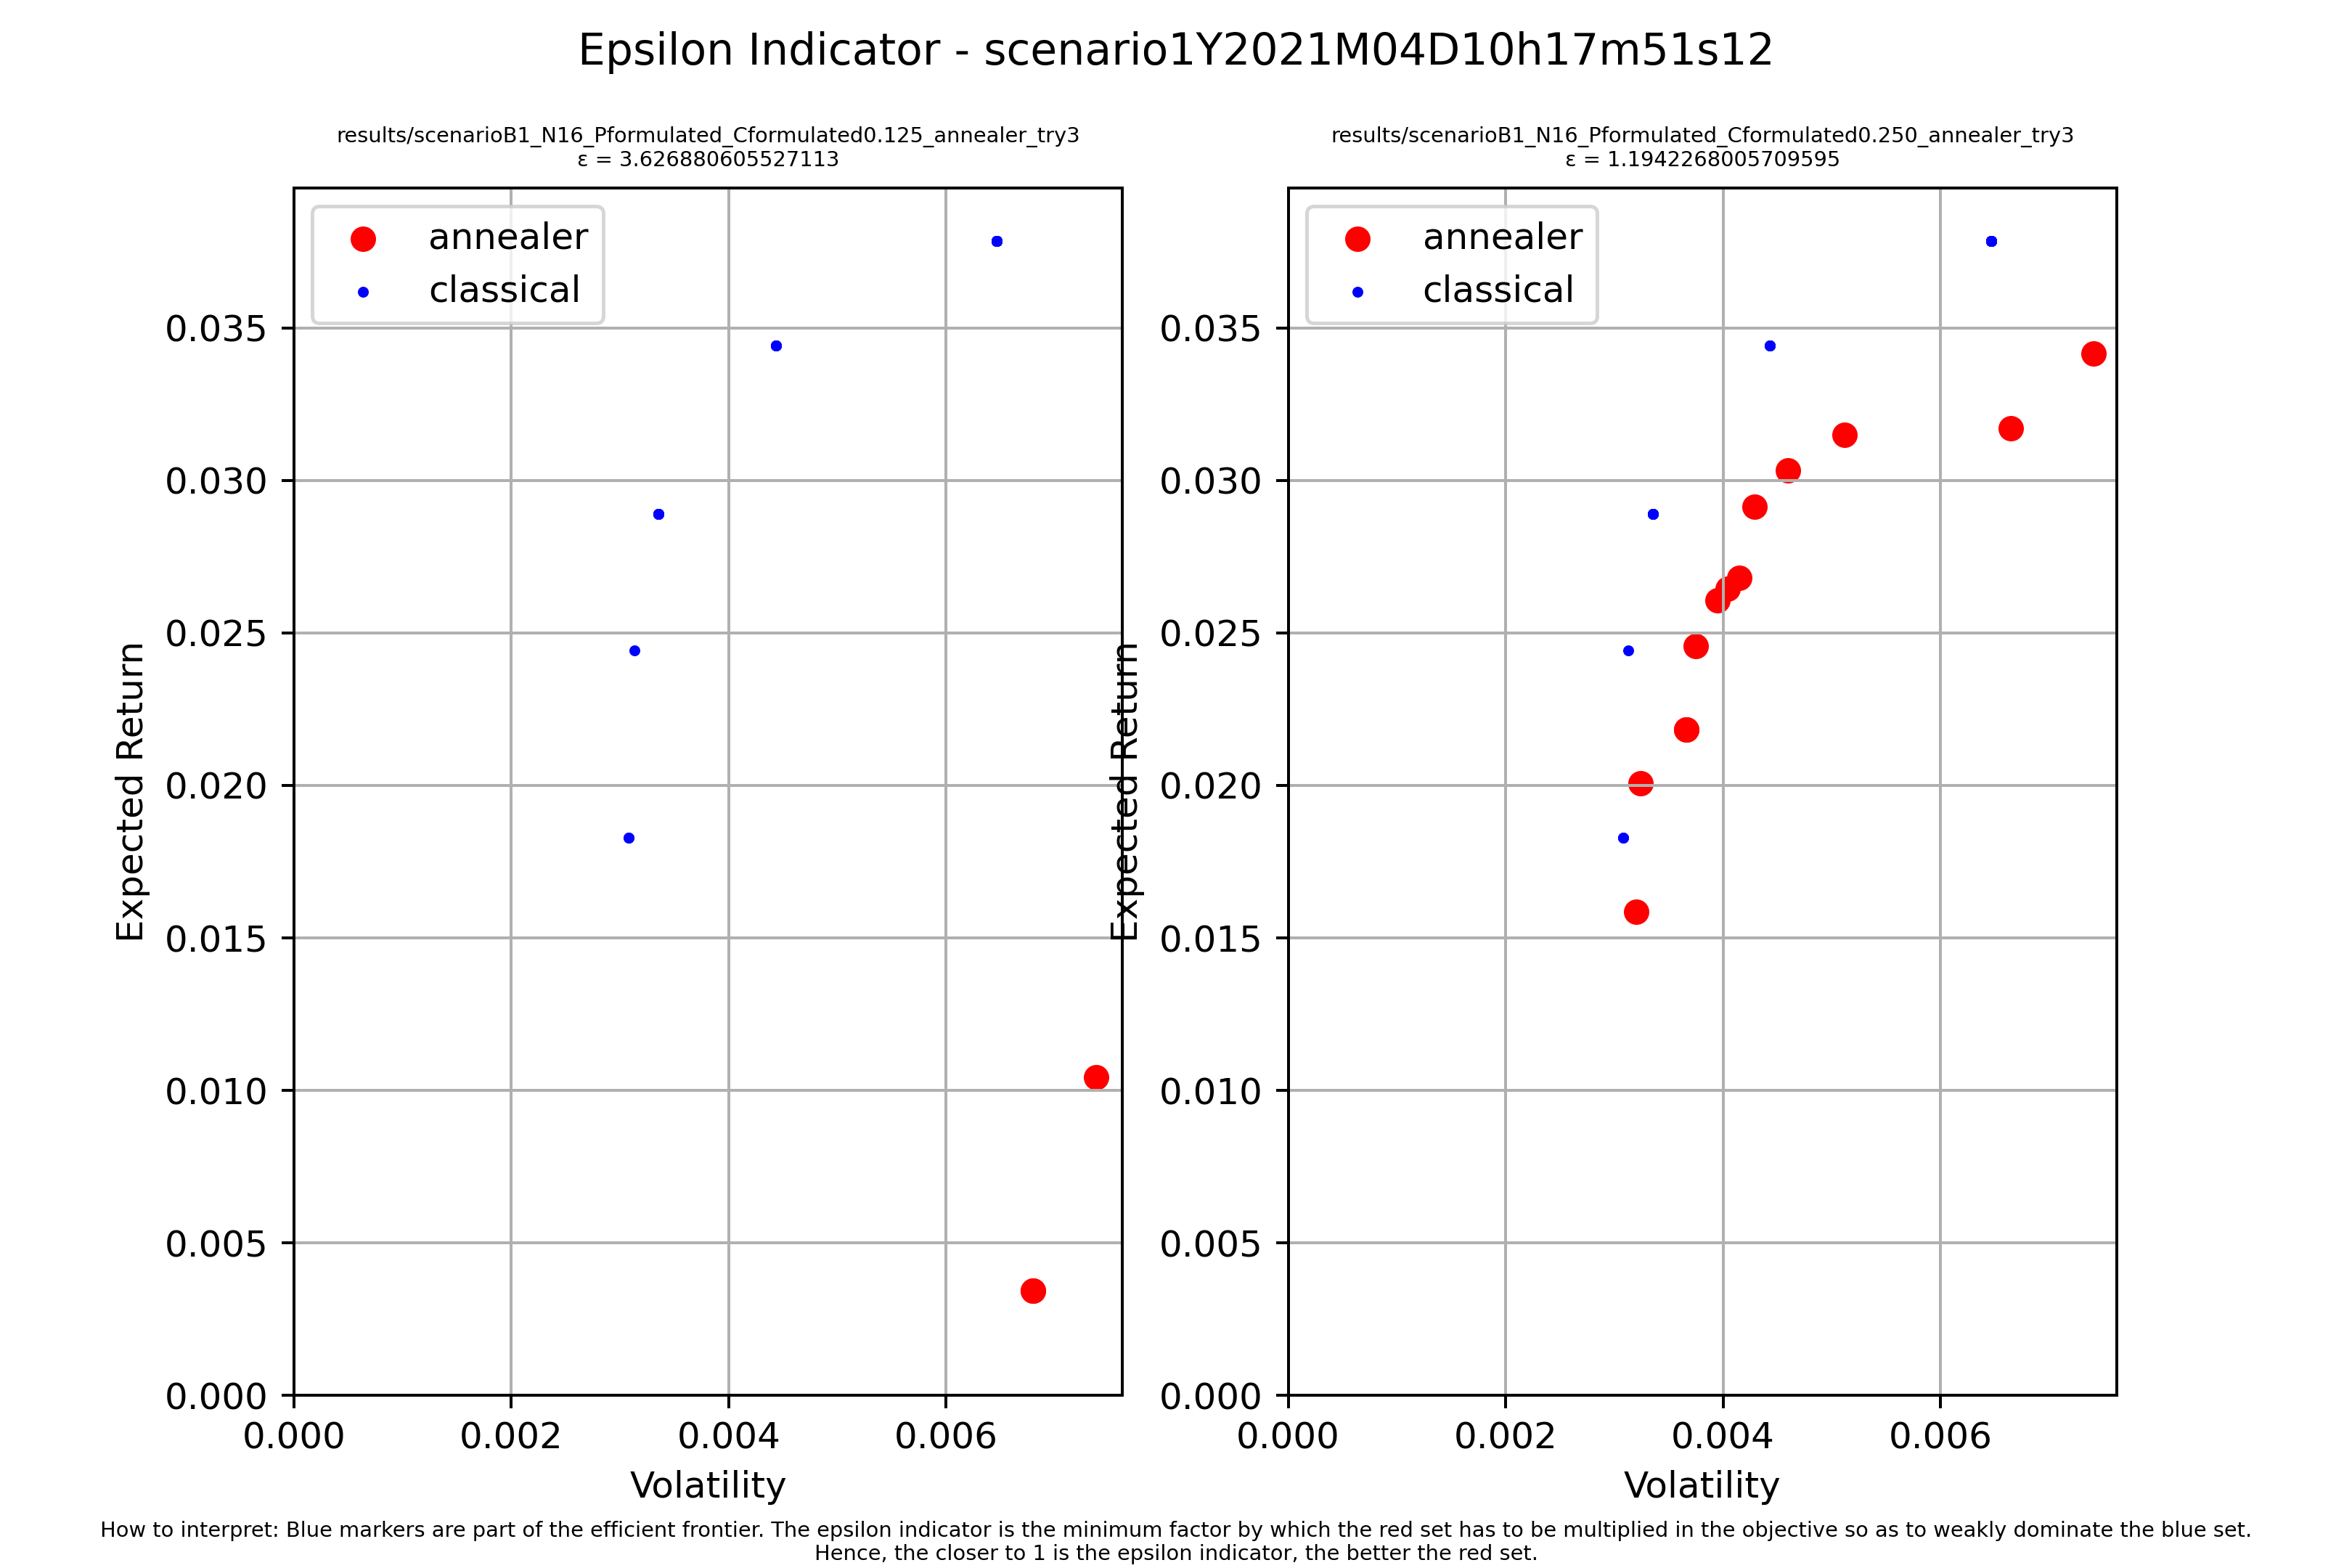 Epsilon Indicator - scenario1Y2021M04D10h17m51s12
results/scenarioB1_N16_Pformulated_Cformulated0.125_annealer_try3
ε = 3.626880605527113
annealer
classical
0.035
0.030
0.025
0.020
0.015
0.010
0.005
0.000
Expected Return
0.000 0.002 0.004 0.006
Volatility
results/scenarioB1_N16_Pformulated_Cformulated0.250_annealer_try3
ε = 1.1942268005709595
annealer
classical
0.035
0.030
0.025
0.020
0.015
0.010
0.005
0.000
Expected Return
0.000 0.002 0.004 0.006
Volatility
How to interpret: Blue markers are part of the efficient frontier. The epsilon indicator is the minimum factor by which the red set has to be multiplied in the objective so as to weakly dominate the blue set.
Hence, the closer to 1 is the epsilon indicator, the better the red set.